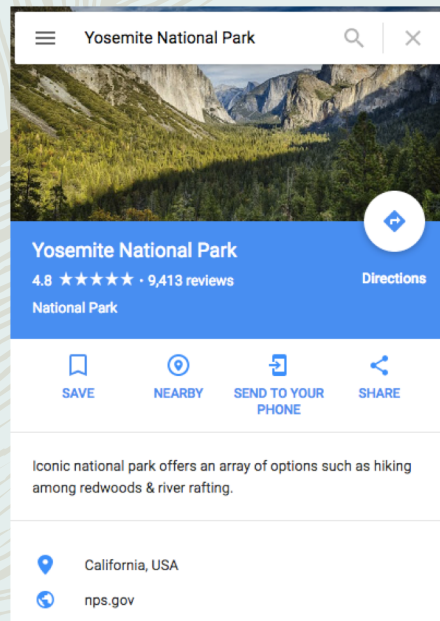 Yosemite National Park
Yosemite National Park
4.8 ★★★★★ · 9,413 reviews
Directions
National Park
SAVE
NEARBY
SEND TO YOUR
PHONE
SHARE
Iconic national park offers an array of options such as hiking
among redwoods & river rafting.
California, USA
nps.gov